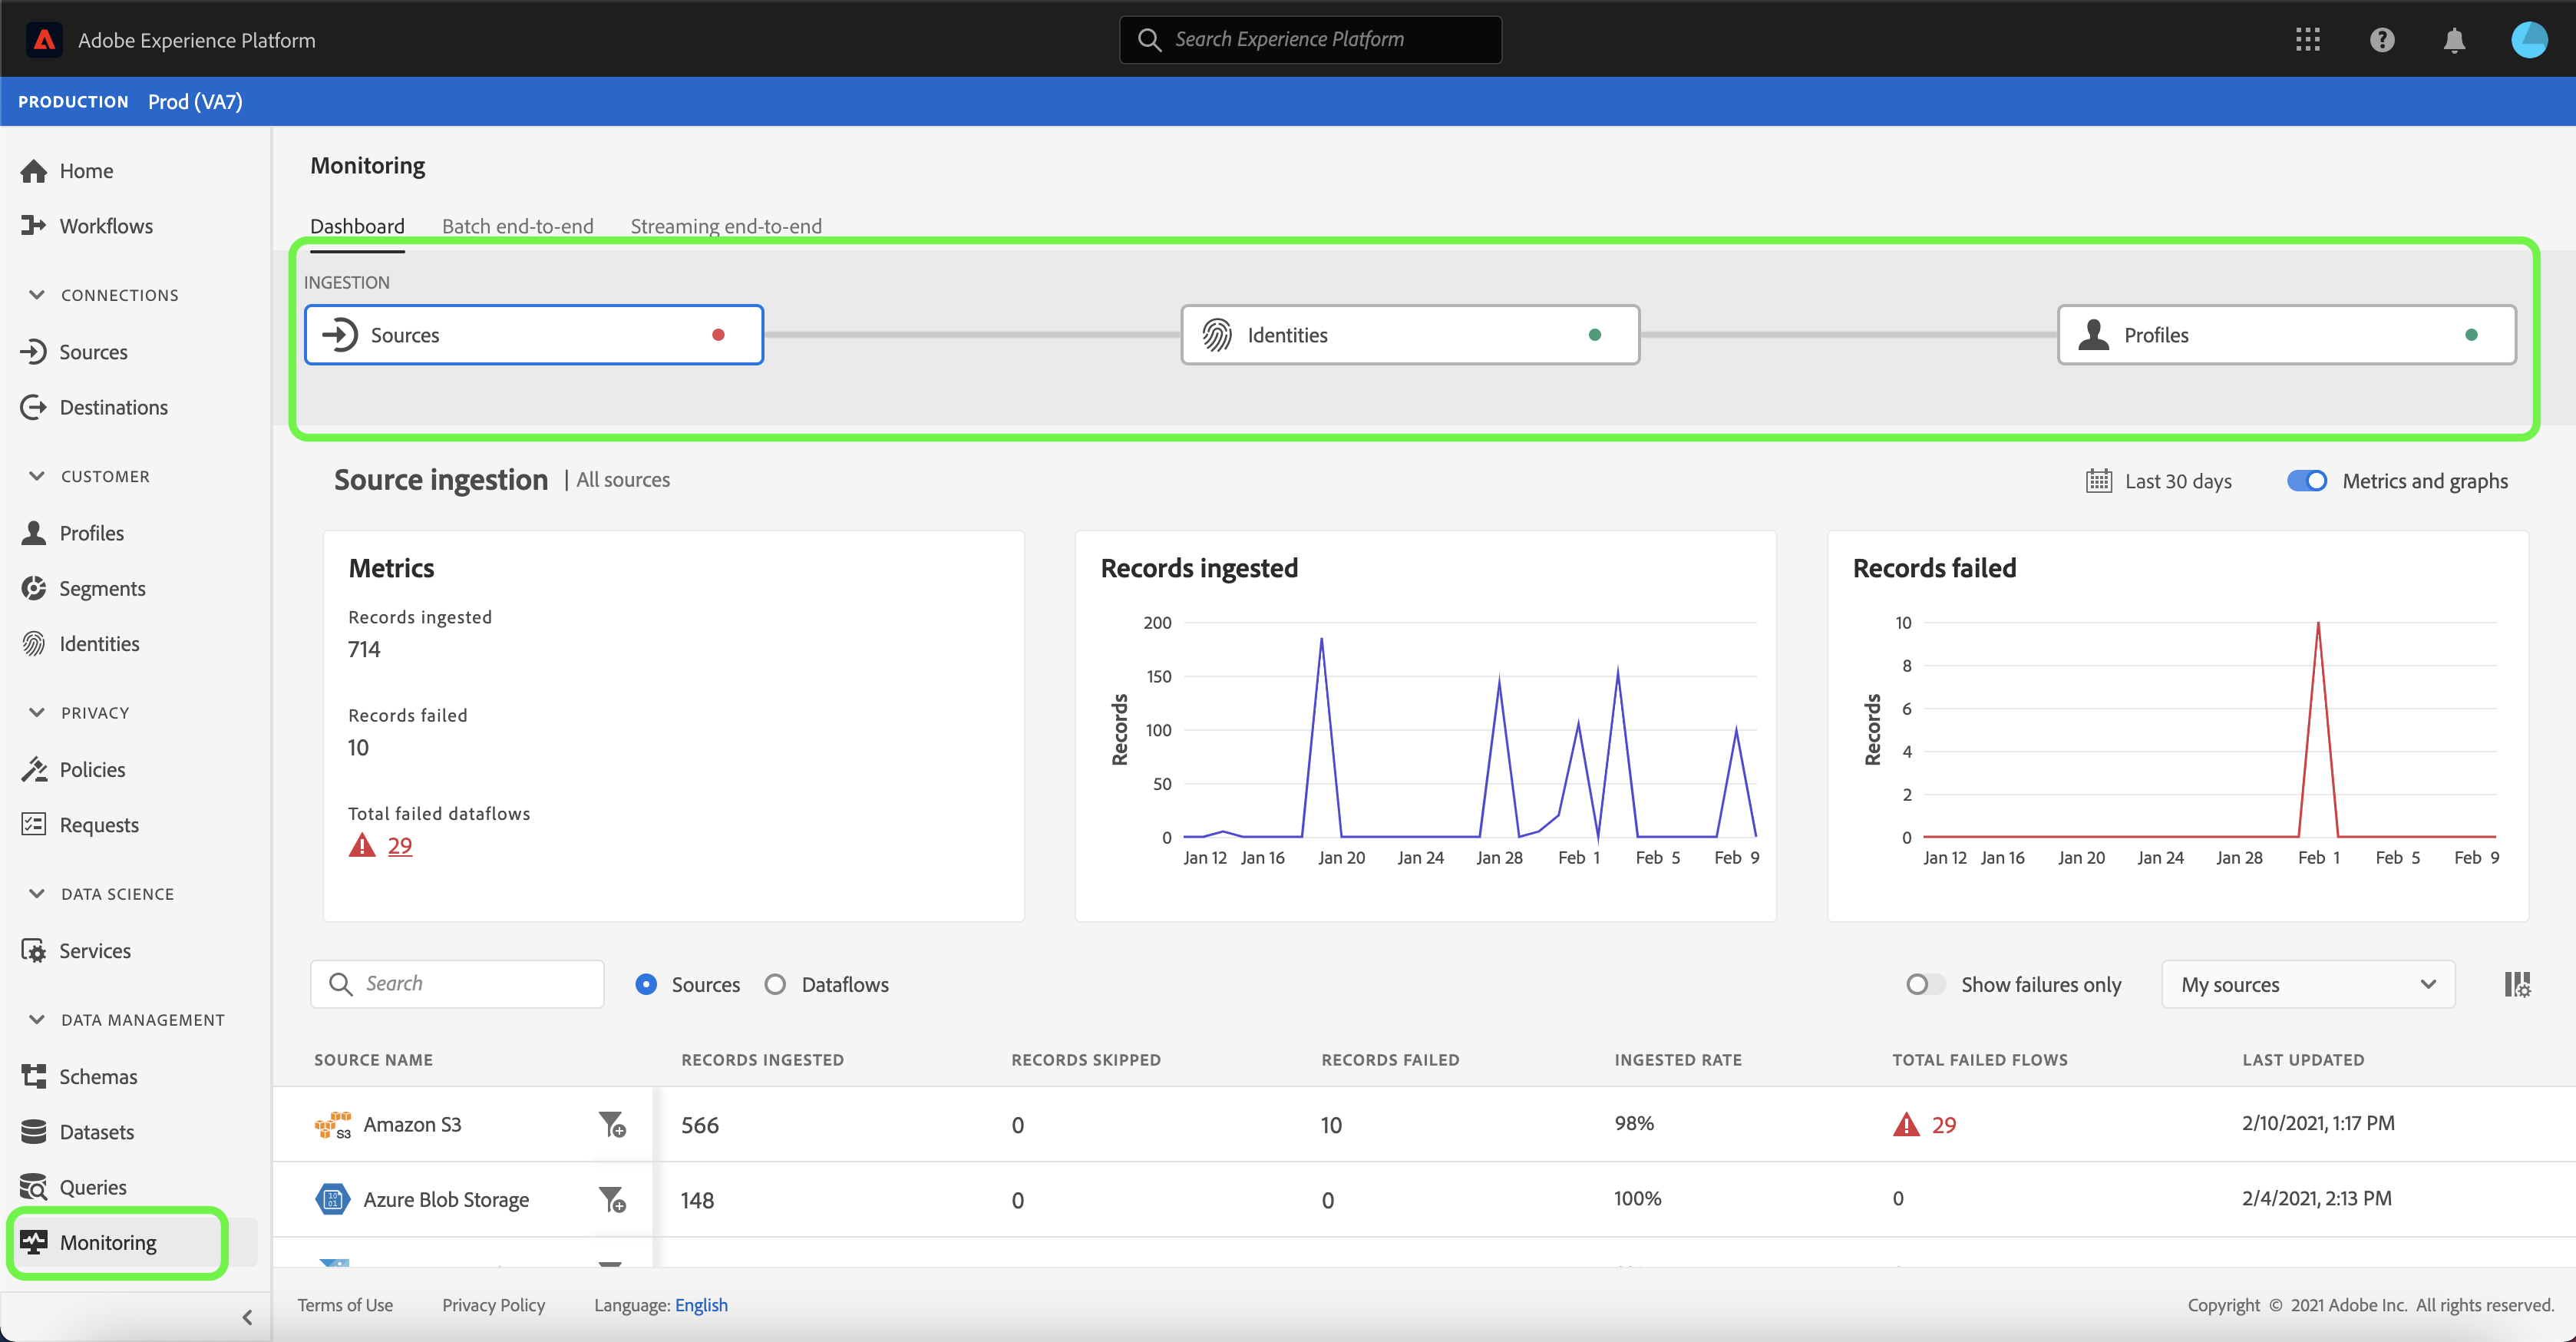 Adobe Experience Platform
Search Experience Platform
PRODUCTION Prod (VA7)
Home
Workflows
CONNECTIONS
Sources
Destinations
CUSTOMER
Profiles
Segments
Identities
PRIVACY
Policies
Requests
DATA SCIENCE
Services
DATA MANAGEMENT
Schemas
Datasets
Queries
Monitoring
Monitoring
Dashboard Batch end-to-end Streaming end-to-end
INGESTION
Sources Identities Profiles
Source ingestion | All sources
Last 30 days Metrics and graphs
Metrics
Records ingested
714
Records failed
10
Total failed dataflows
29
Records ingested
Records
200
150
100
50
0
Jan 12 Jan 16 Jan 20 Jan 24 Jan 28 Feb 1 Feb 5 Feb 9
Records failed
Records
10
8
6
4
2
0
Jan 12 Jan 16 Jan 20 Jan 24 Jan 28 Feb 1 Feb 5 Feb 9
Search Sources Dataflows Show failures only My sources
SOURCE NAME RECORDS INGESTED RECORDS SKIPPED RECORDS FAILED INGESTED RATE TOTAL FAILED FLOWS LAST UPDATED
S3 Amazon S3 566 0 10 98% 29 2/10/2021, 1:17 PM
Azure Blob Storage 148 0 0 100% 0 2/4/2021, 2:13 PM
Terms of Use Privacy Policy Language: English Copyright © 2021 Adobe Inc. All rights reserved.